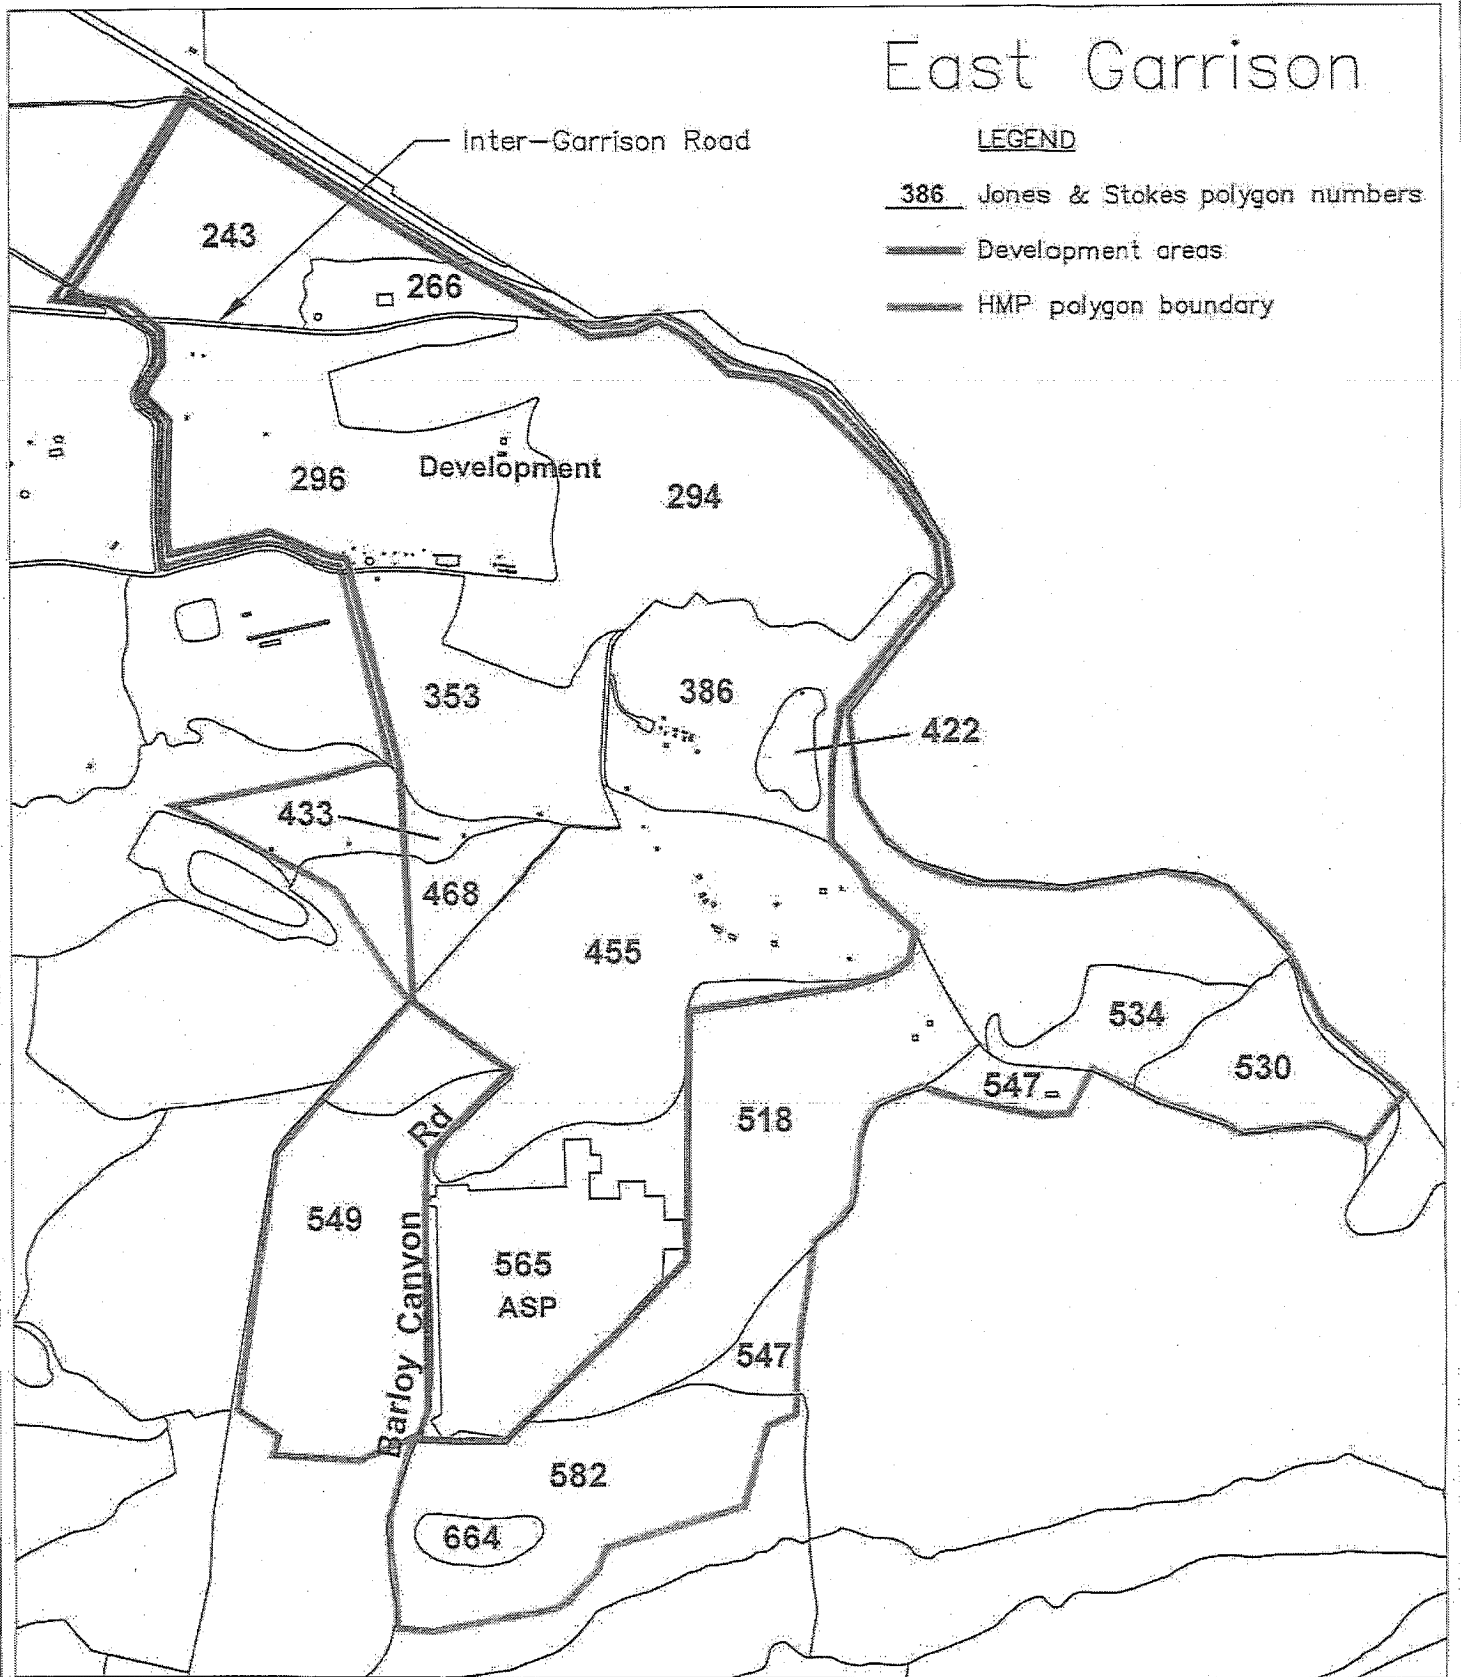 East Garrison
LEGEND
386 Jones & Stokes polygon numbers
Development areas
HMP polygon boundary
Inter-Garrison Road
243
266
296
Development
294
353
386
422
433
468
455
534
530
547
518
Barloy Canyon Rd
549
565
ASP
547
582
664